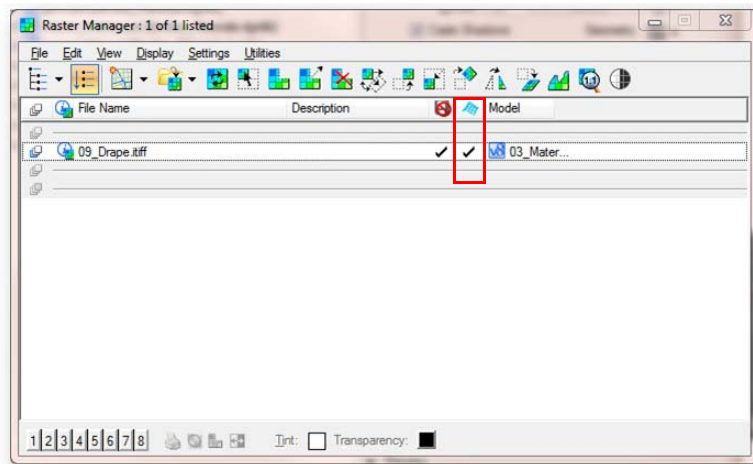 Raster Manager : 1 of 1 listed
File Edit View Display Settings Utilities
File Name Description Model
09_Drape.itiff 03_Mater...
1 2 3 4 5 6 7 8 Tint: Transparency: